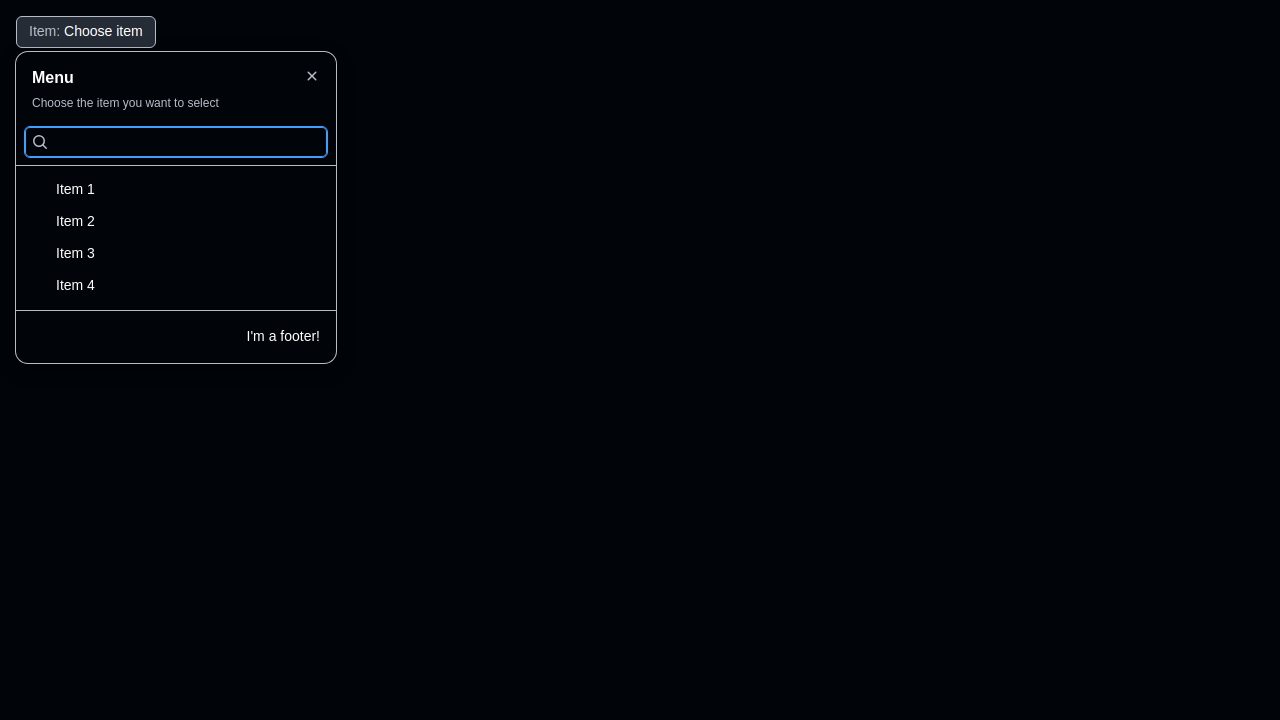 Item: Choose item
Menu
Choose the item you want to select
Item 1
Item 2
Item 3
Item 4
I'm a footer!